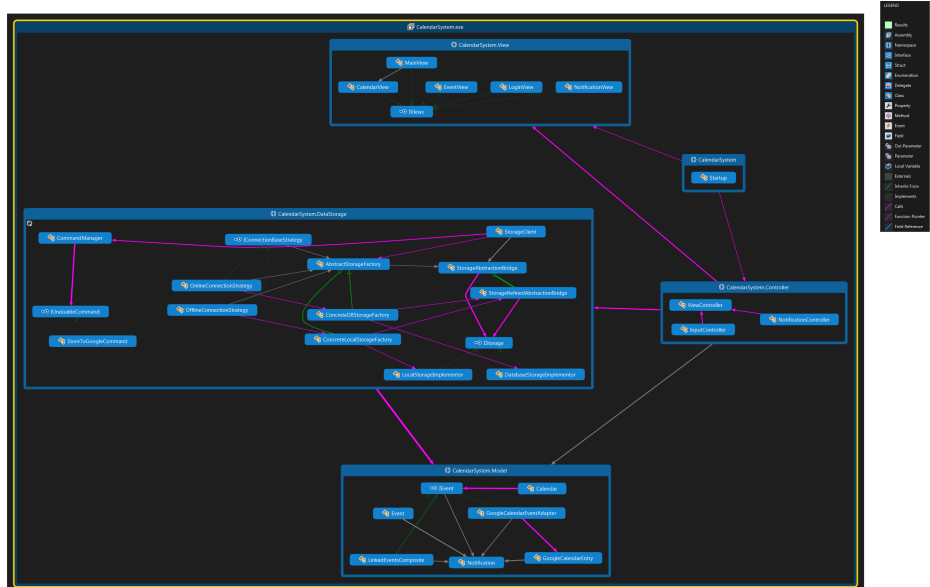 CalendarSystem.exe
CalendarSystem.View
MainView
CalendarView
EventView
LoginView
NotificationView
IViews
CalendarSystem
Startup
CalendarSystem.DataStorage
CommandManager
IConnectionBaseStrategy
StorageClient
AbstractStorageFactory
StorageAbstractionBridge
OnlineConnectionStrategy
StorageRefinedAbstractionBridge
OfflineConnectionStrategy
ConcreteDBStorageFactory
IUndoableCommand
StoreToGoogleCommand
ConcreteLocalStorageFactory
IStorage
LocalStorageImplementor
DatabaseStorageImplementor
CalendarSystem.Controller
ViewController
NotificationController
InputController
CalendarSystem.Model
IEvent
Calendar
Event
GoogleCalendarEventAdapter
LinkedEventsComposite
Notification
GoogleCalendarEntry
LEGEND
Results
Assembly
Namespace
Interface
Struct
Enumeration
Delegate
Class
Property
Method
Event
Field
Out Parameter
Parameter
Local Variable
Externals
Inherits From
Implements
Calls
Function Pointer
Field Reference